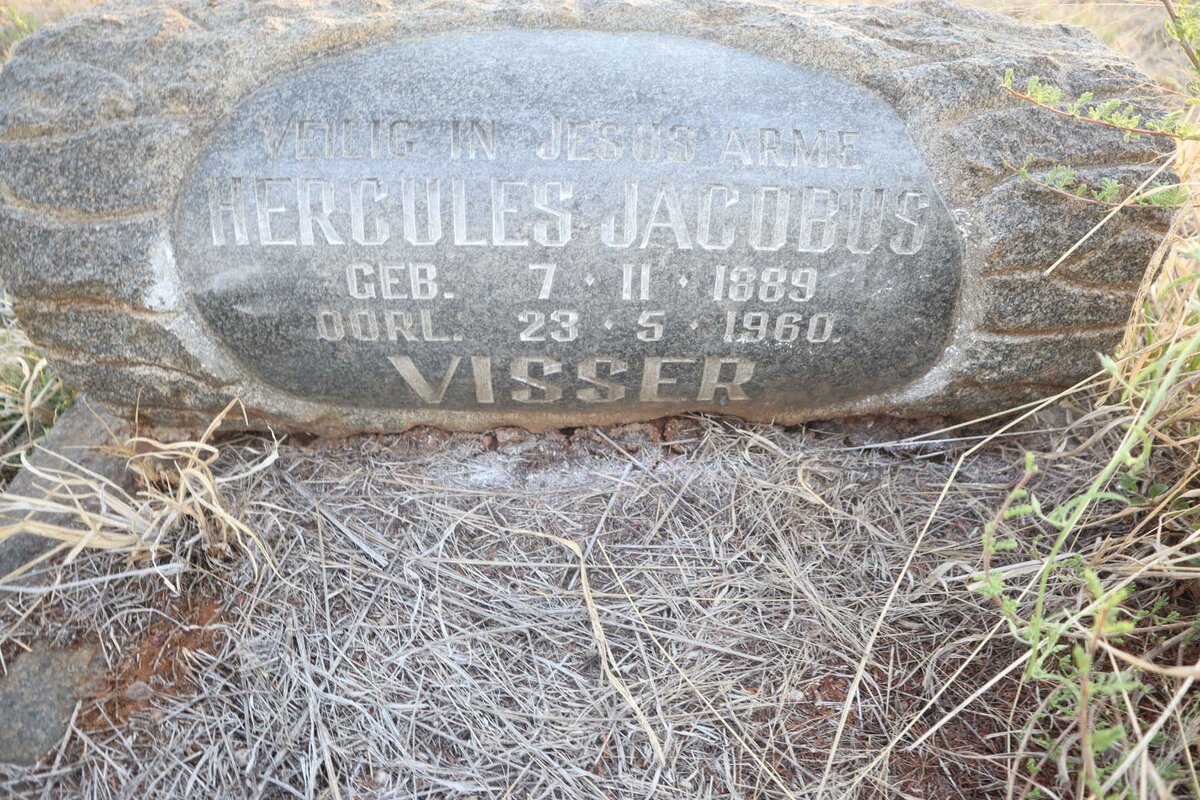 VEILIG IN JESUS ARME
HERCULES JACOBUS
GEB. 7 · 11 · 1889
OORL. 23 · 5 · 1960.
VISSER